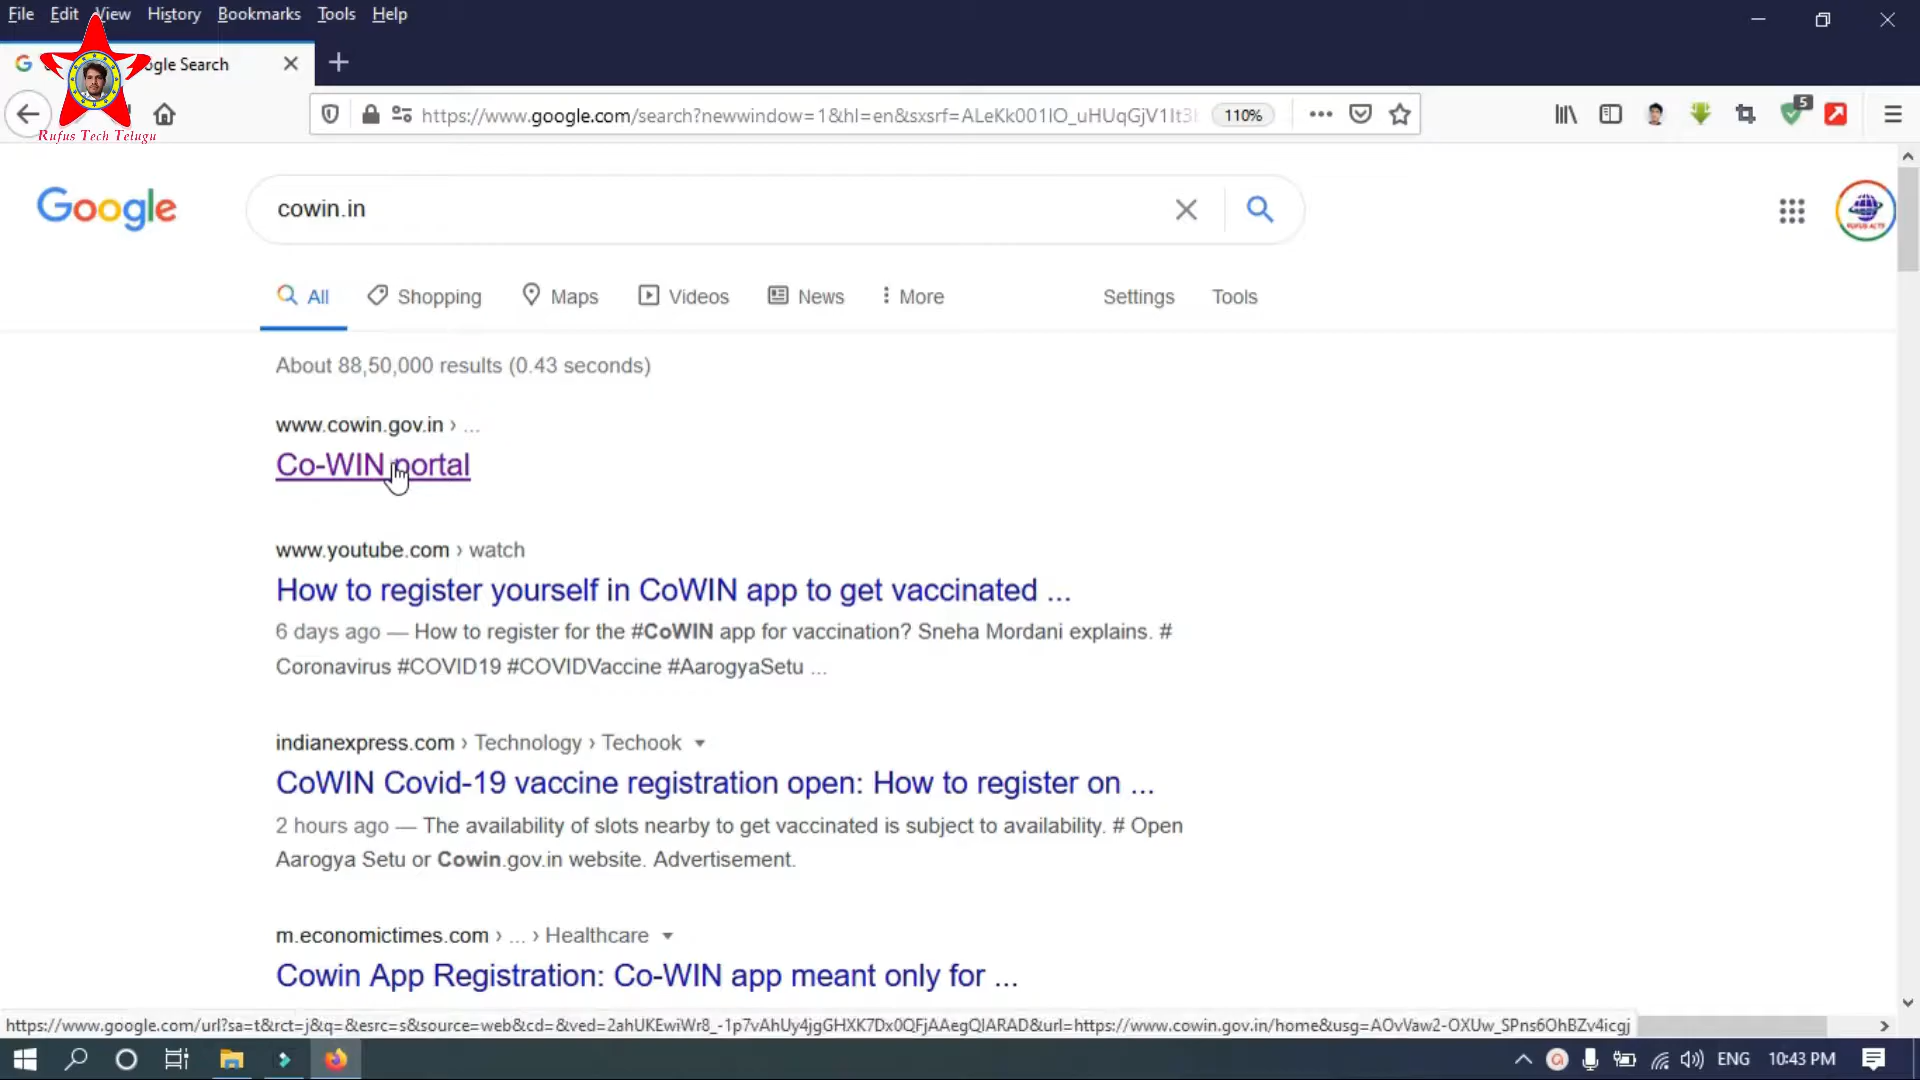 File Edit View History Bookmarks Tools Help
ogle Search
Rufus Tech Telugu
https://www.google.com/search?newwindow=1&hl=en&sxsrf=ALeKk001lO_uHUqGjV1It3 110%
5
Google
cowin.in
All Shopping Maps Videos News More Settings Tools
About 88,50,000 results (0.43 seconds)
www.cowin.gov.in › ...
Co-WIN portal
www.youtube.com › watch
How to register yourself in CoWIN app to get vaccinated ...
6 days ago — How to register for the #CoWIN app for vaccination? Sneha Mordani explains. #
Coronavirus #COVID19 #COVIDVaccine #AarogyaSetu ...
indianexpress.com › Technology › Techook
CoWIN Covid-19 vaccine registration open: How to register on ...
2 hours ago — The availability of slots nearby to get vaccinated is subject to availability. # Open
Aarogya Setu or Cowin.gov.in website. Advertisement.
m.economictimes.com › ... › Healthcare
Cowin App Registration: Co-WIN app meant only for ...
https://www.google.com/url?sa=t&rct=j&q=&esrc=s&source=web&cd=&ved=2ahUKEwiWr8_-1p7vAhUy4jgGHXK7Dx0QFjAAegQIARAD&url=https://www.cowin.gov.in/home&usg=AOvVaw2-OXUw_SPns6OhBZv4icgj
ENG 10:43 PM